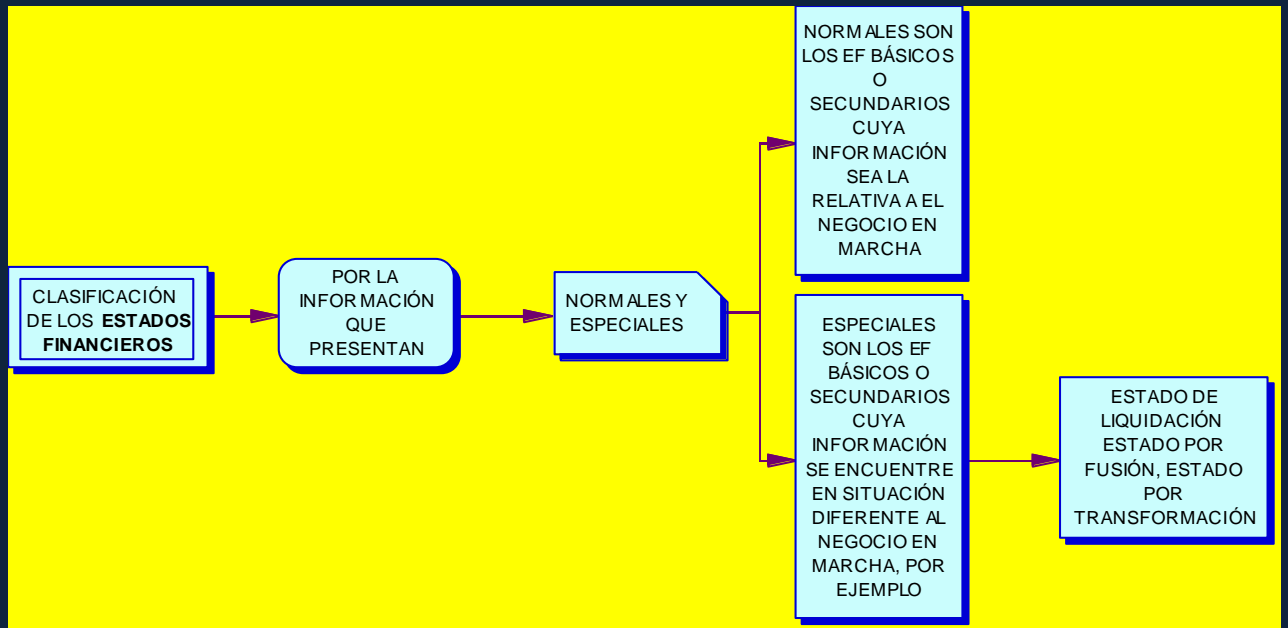 CLASIFICACIÓN
DE LOS ESTADOS
FINANCIEROS
POR LA
INFORMACIÓN
QUE
PRESENTAN
NORMALES Y
ESPECIALES
NORMALES SON
LOS EF BÁSICOS
O
SECUNDARIOS
CUYA
INFORMACIÓN
SEA LA
RELATIVA A EL
NEGOCIO EN
MARCHA
ESPECIALES
SON LOS EF
BÁSICOS O
SECUNDARIOS
CUYA
INFORMACIÓN
SE ENCUENTRE
EN SITUACIÓN
DIFERENTE AL
NEGOCIO EN
MARCHA, POR
EJEMPLO
ESTADO DE
LIQUIDACIÓN
ESTADO POR
FUSIÓN, ESTADO
POR
TRANSFORMACIÓN